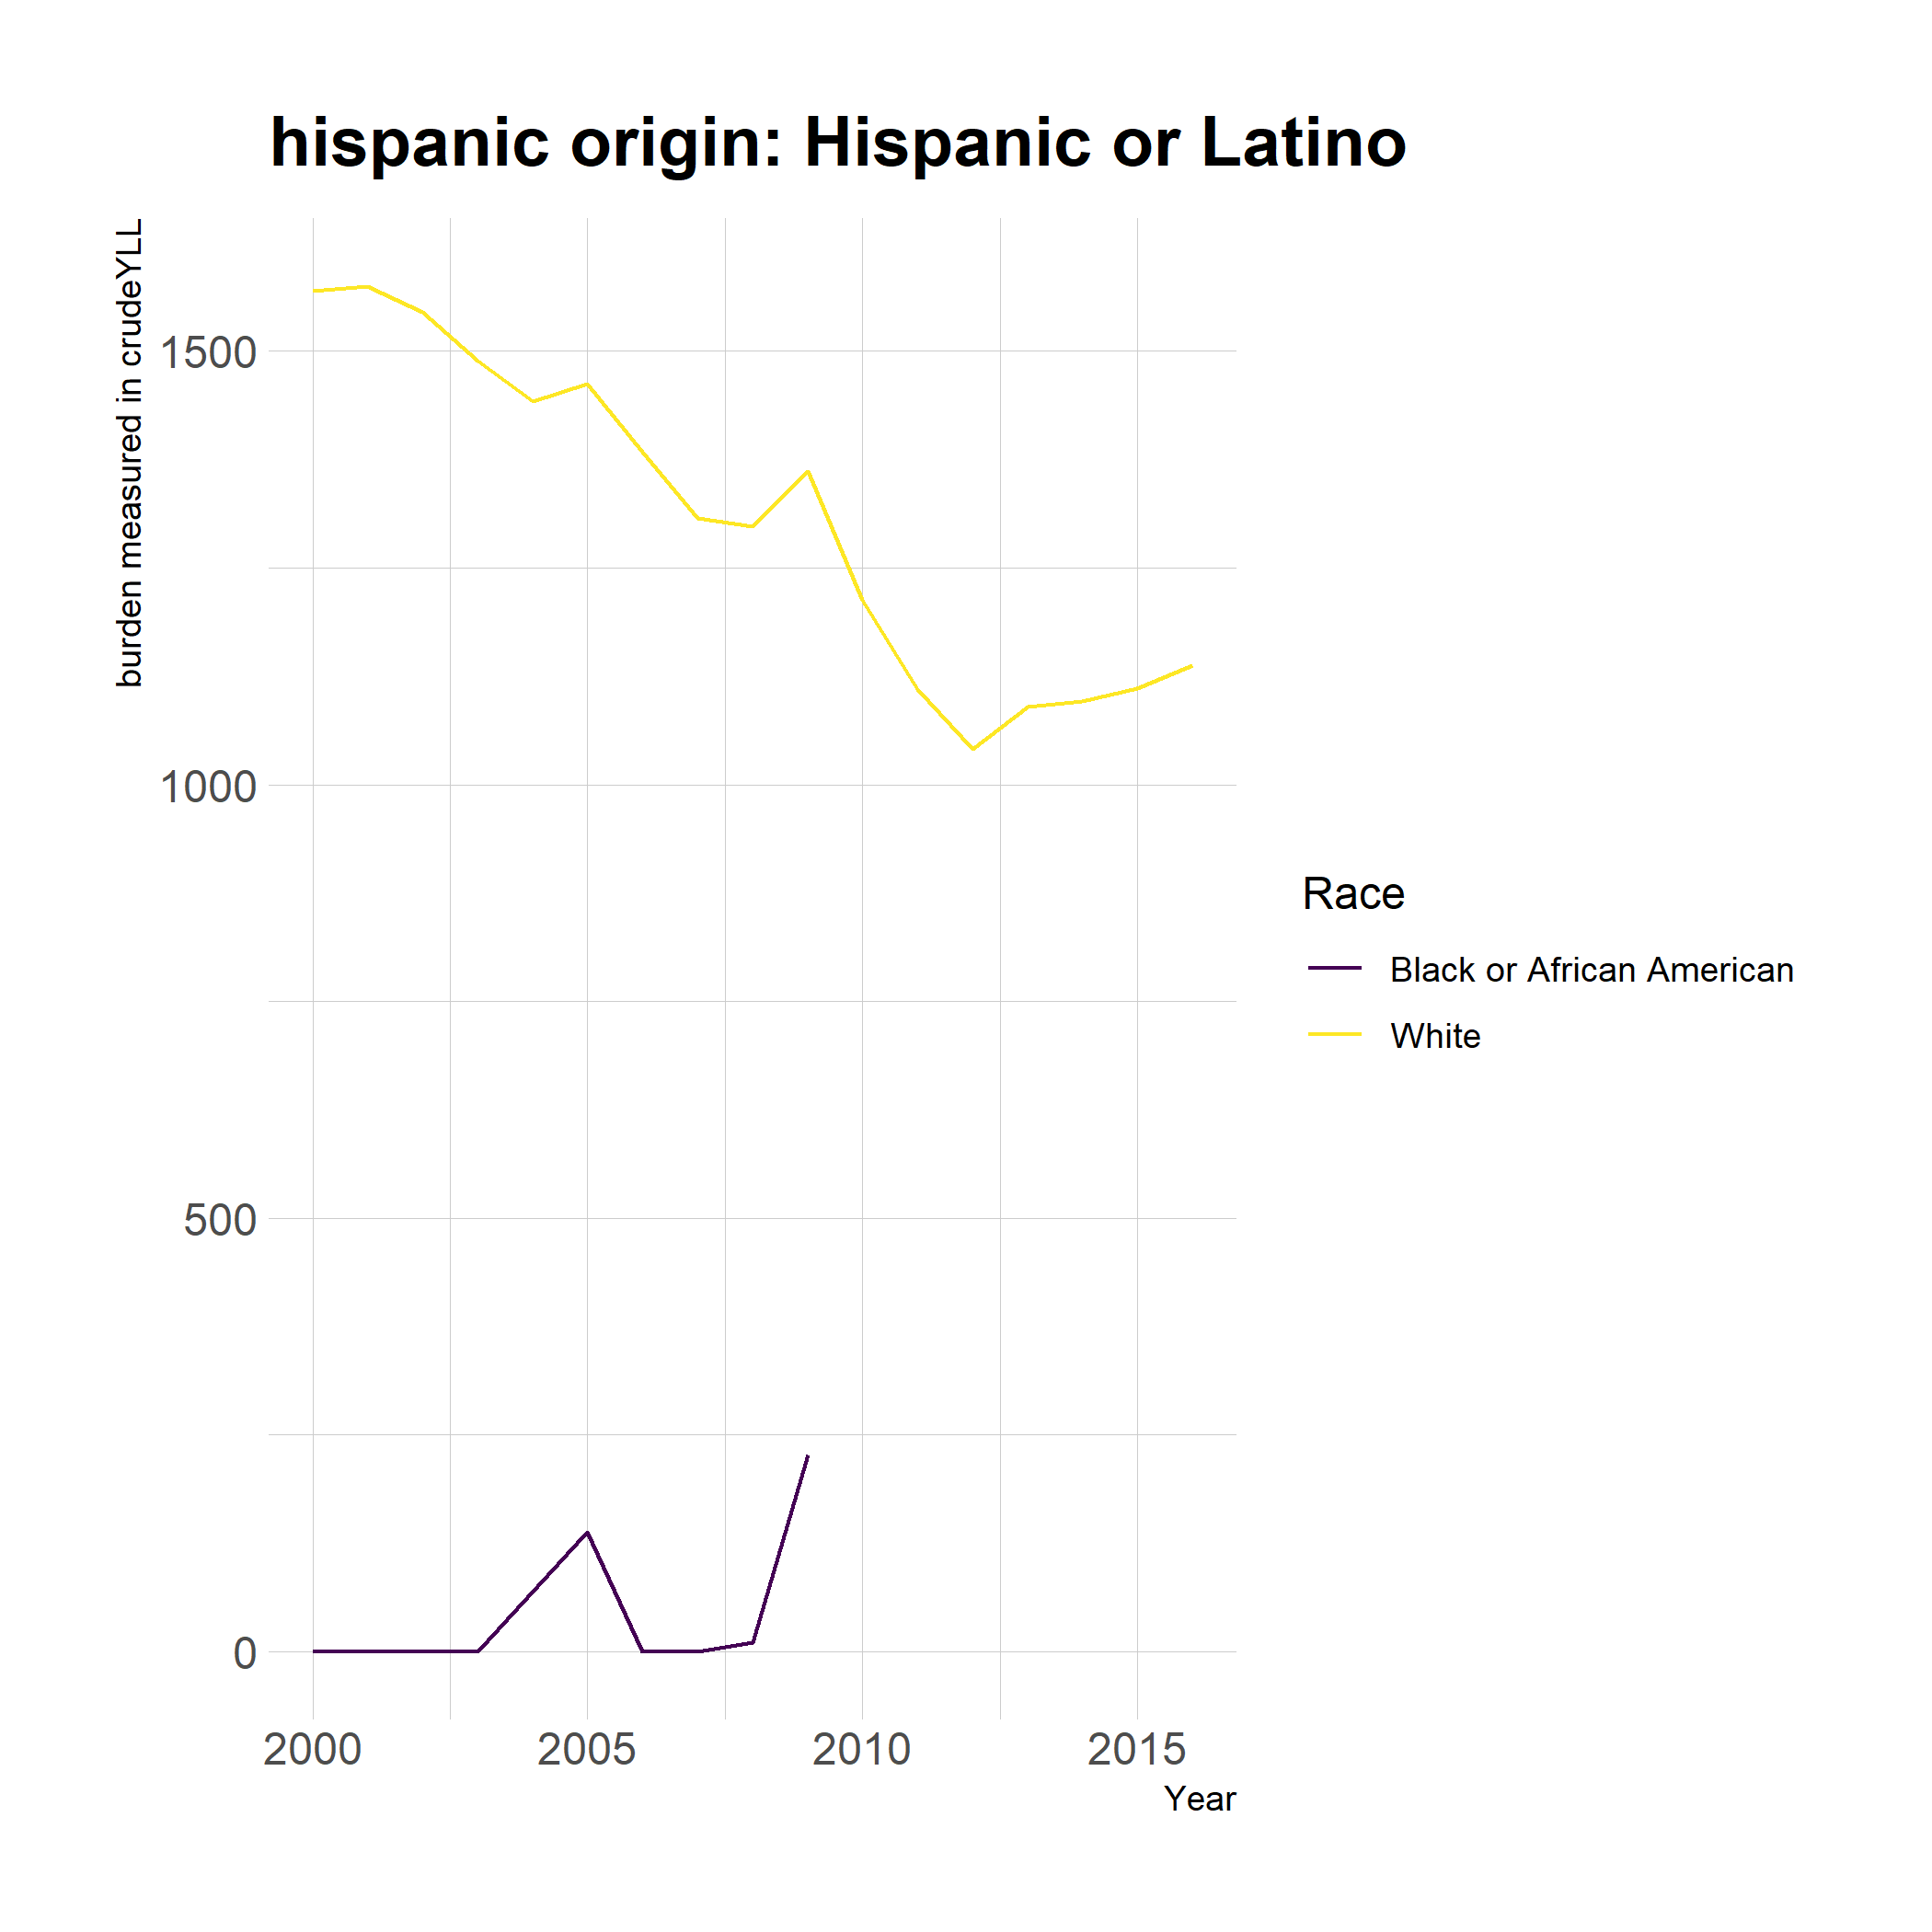 hispanic origin: Hispanic or Latino
burden measured in crudeYLL
1500
1000
500
0
2000
2005
2010
2015
Year
Race
Black or African American
White